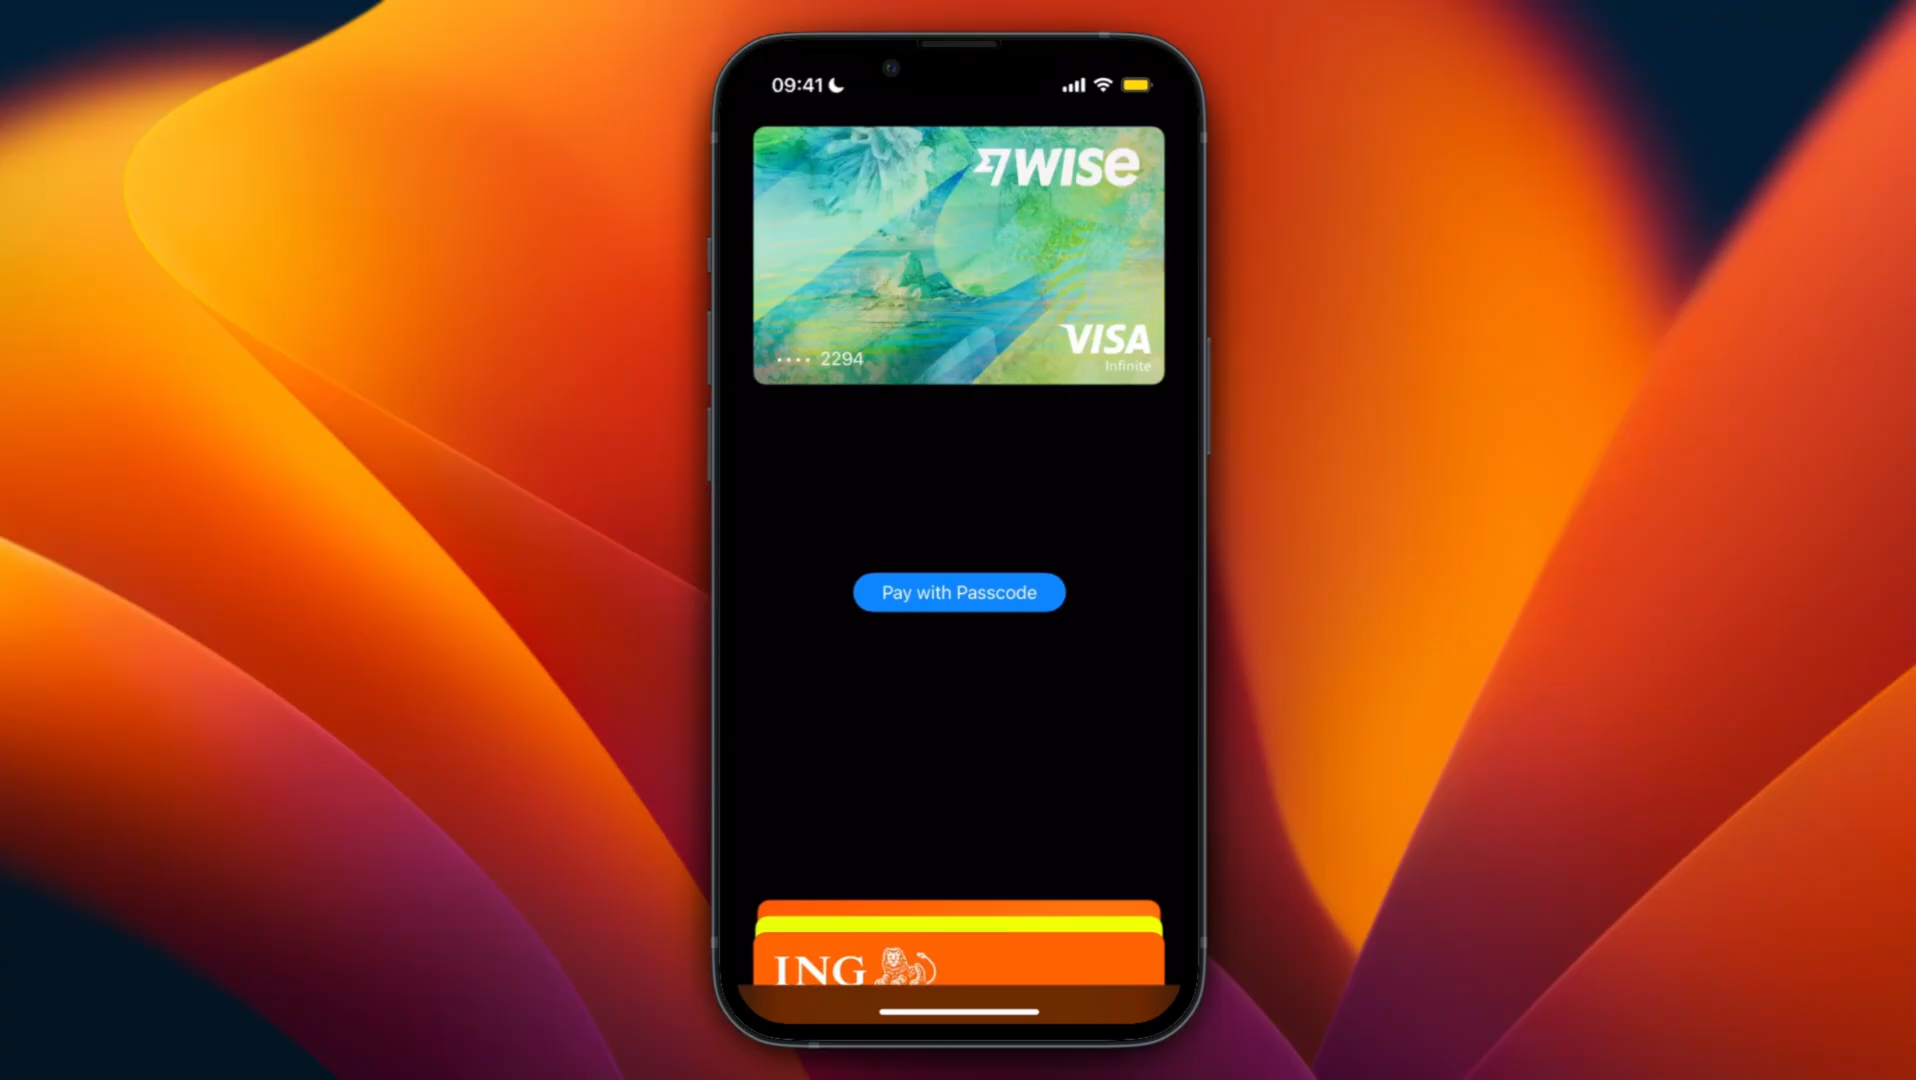 09:41
WISE
VISA
Infinite
•••• 2294
Pay with Passcode
ING